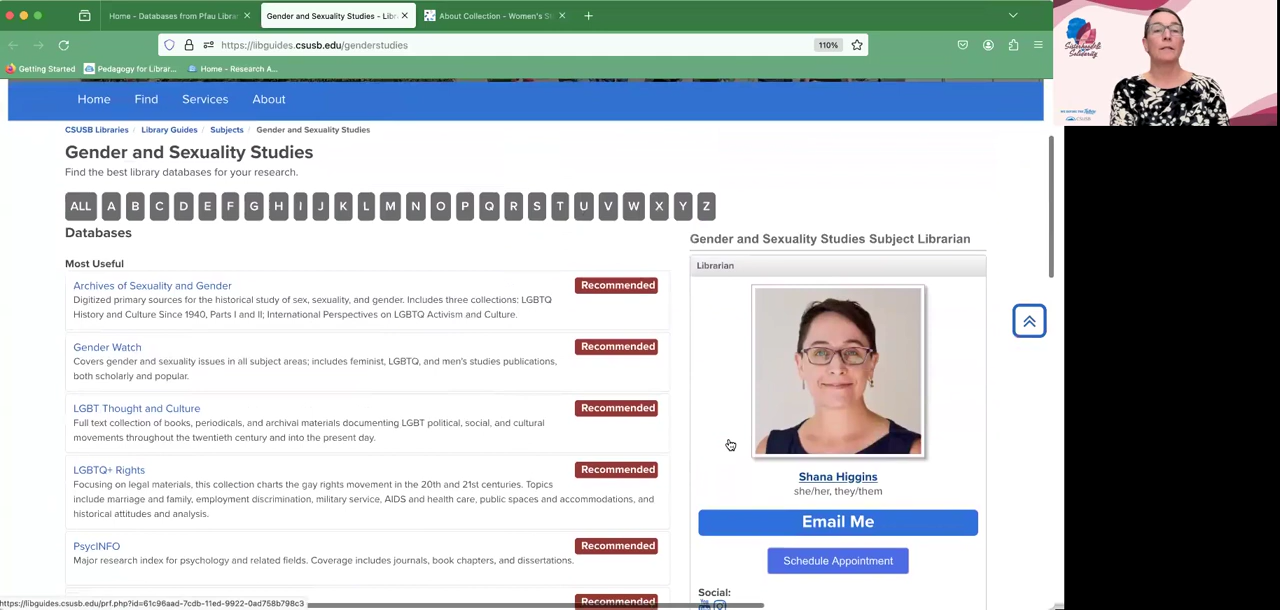 Home - Databases from Pfau Librar
Gender and Sexuality Studies - Libr
About Collection - Women's St
https://libguides.csusb.edu/genderstudies
110%
Getting Started
Pedagogy for Librar...
Home - Research A...
Home
Find
Services
About
CSUSB Libraries / Library Guides / Subjects / Gender and Sexuality Studies
Gender and Sexuality Studies
Find the best library databases for your research.
ALL A B C D E F G H I J K L M N O P Q R S T U V W X Y Z
Databases
Most Useful
Archives of Sexuality and Gender
Recommended
Digitized primary sources for the historical study of sex, sexuality, and gender. Includes three collections: LGBTQ
History and Culture Since 1940, Parts I and II; International Perspectives on LGBTQ Activism and Culture.
Gender Watch
Recommended
Covers gender and sexuality issues in all subject areas; includes feminist, LGBTQ, and men's studies publications,
both scholarly and popular.
LGBT Thought and Culture
Recommended
Full text collection of books, periodicals, and archival materials documenting LGBT political, social, and cultural
movements throughout the twentieth century and into the present day.
LGBTQ+ Rights
Recommended
Focusing on legal materials, this collection charts the gay rights movement in the 20th and 21st centuries. Topics
include marriage and family, employment discrimination, military service, AIDS and health care, public spaces and accommodations, and
historical attitudes and analysis.
PsycINFO
Recommended
Major research index for psychology and related fields. Coverage includes journals, book chapters, and dissertations.
Recommended
Gender and Sexuality Studies Subject Librarian
Librarian
Shana Higgins
she/her, they/them
Email Me
Schedule Appointment
Social:
https://libguides.csusb.edu/prf.php?id=61c96aad-7cdb-11ed-9922-0ad758b798c3
Sisterhood &
Solidarity
CSUSB